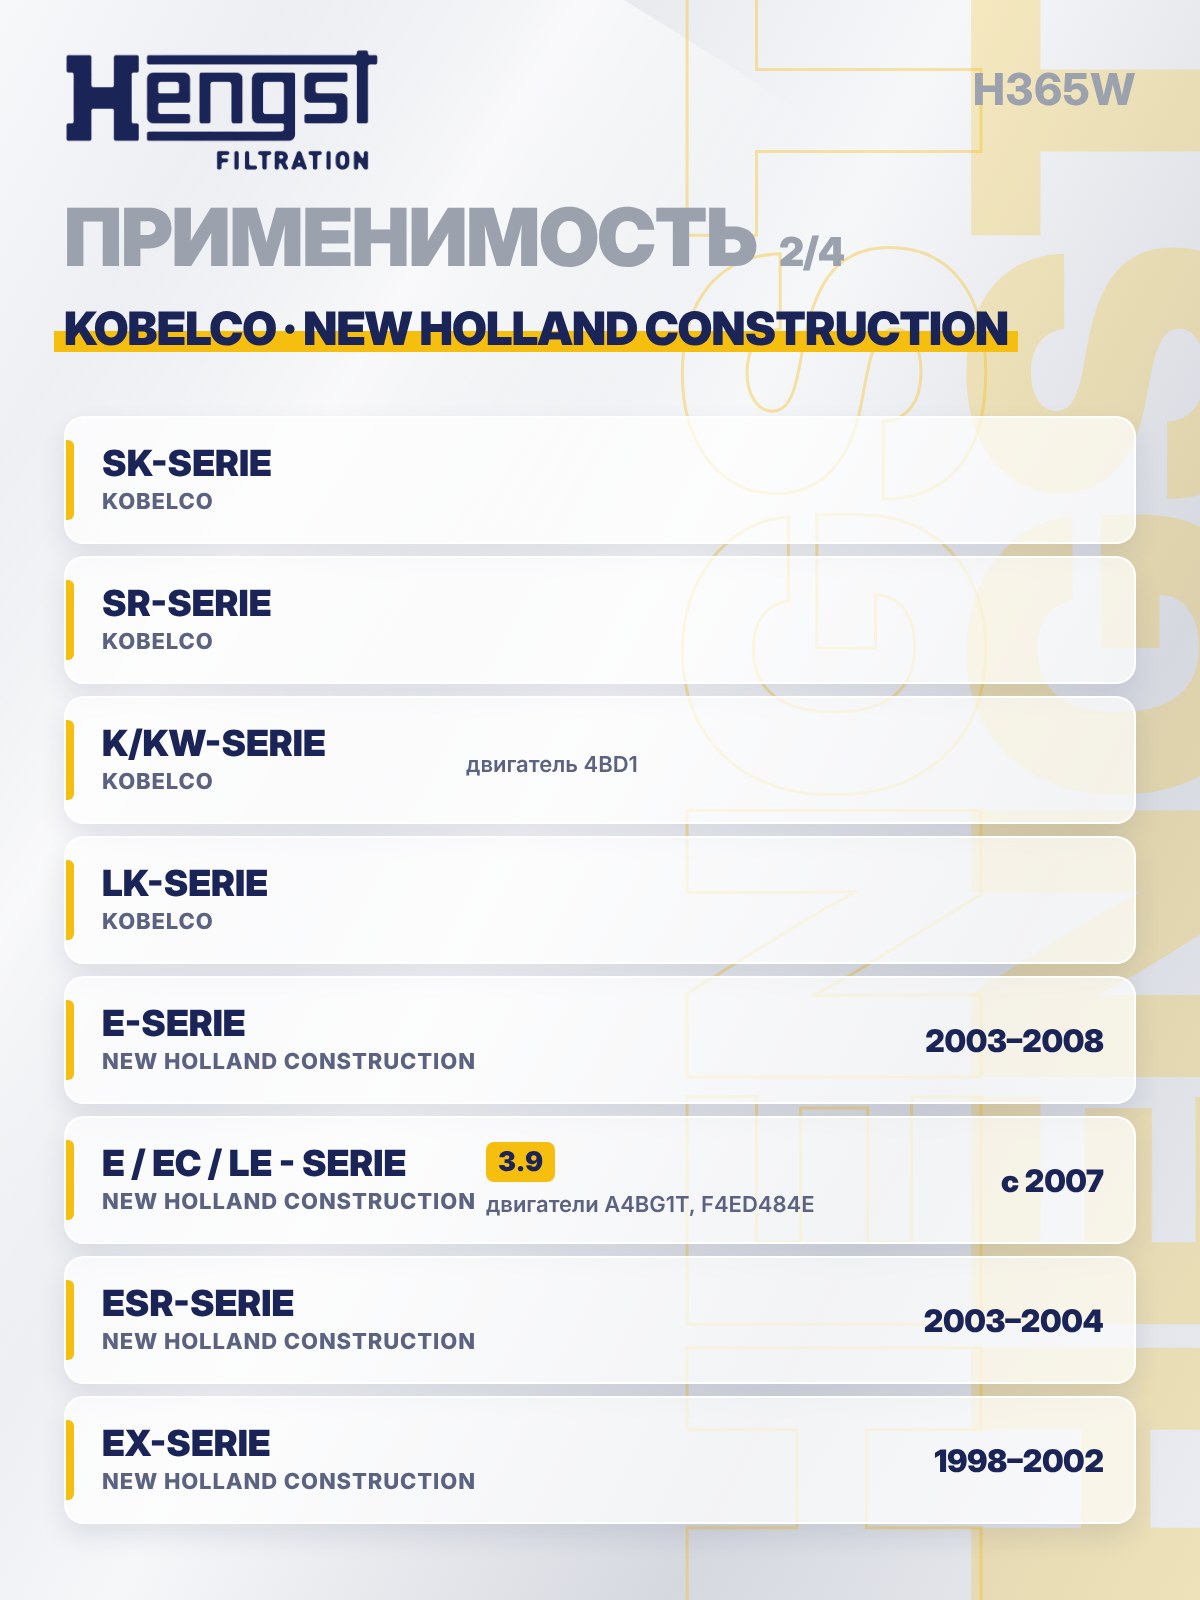 Hengst
FILTRATION
H365W
ПРИМЕНИМОСТЬ 2/4
KOBELCO · NEW HOLLAND CONSTRUCTION
SK-SERIE
KOBELCO
SR-SERIE
KOBELCO
K/KW-SERIE
KOBELCO
двигатель 4BD1
LK-SERIE
KOBELCO
E-SERIE
NEW HOLLAND CONSTRUCTION
2003–2008
E / EC / LE - SERIE
NEW HOLLAND CONSTRUCTION
3.9
двигатели A4BG1T, F4ED484E
с 2007
ESR-SERIE
NEW HOLLAND CONSTRUCTION
2003–2004
EX-SERIE
NEW HOLLAND CONSTRUCTION
1998–2002
HENGST
HENGST